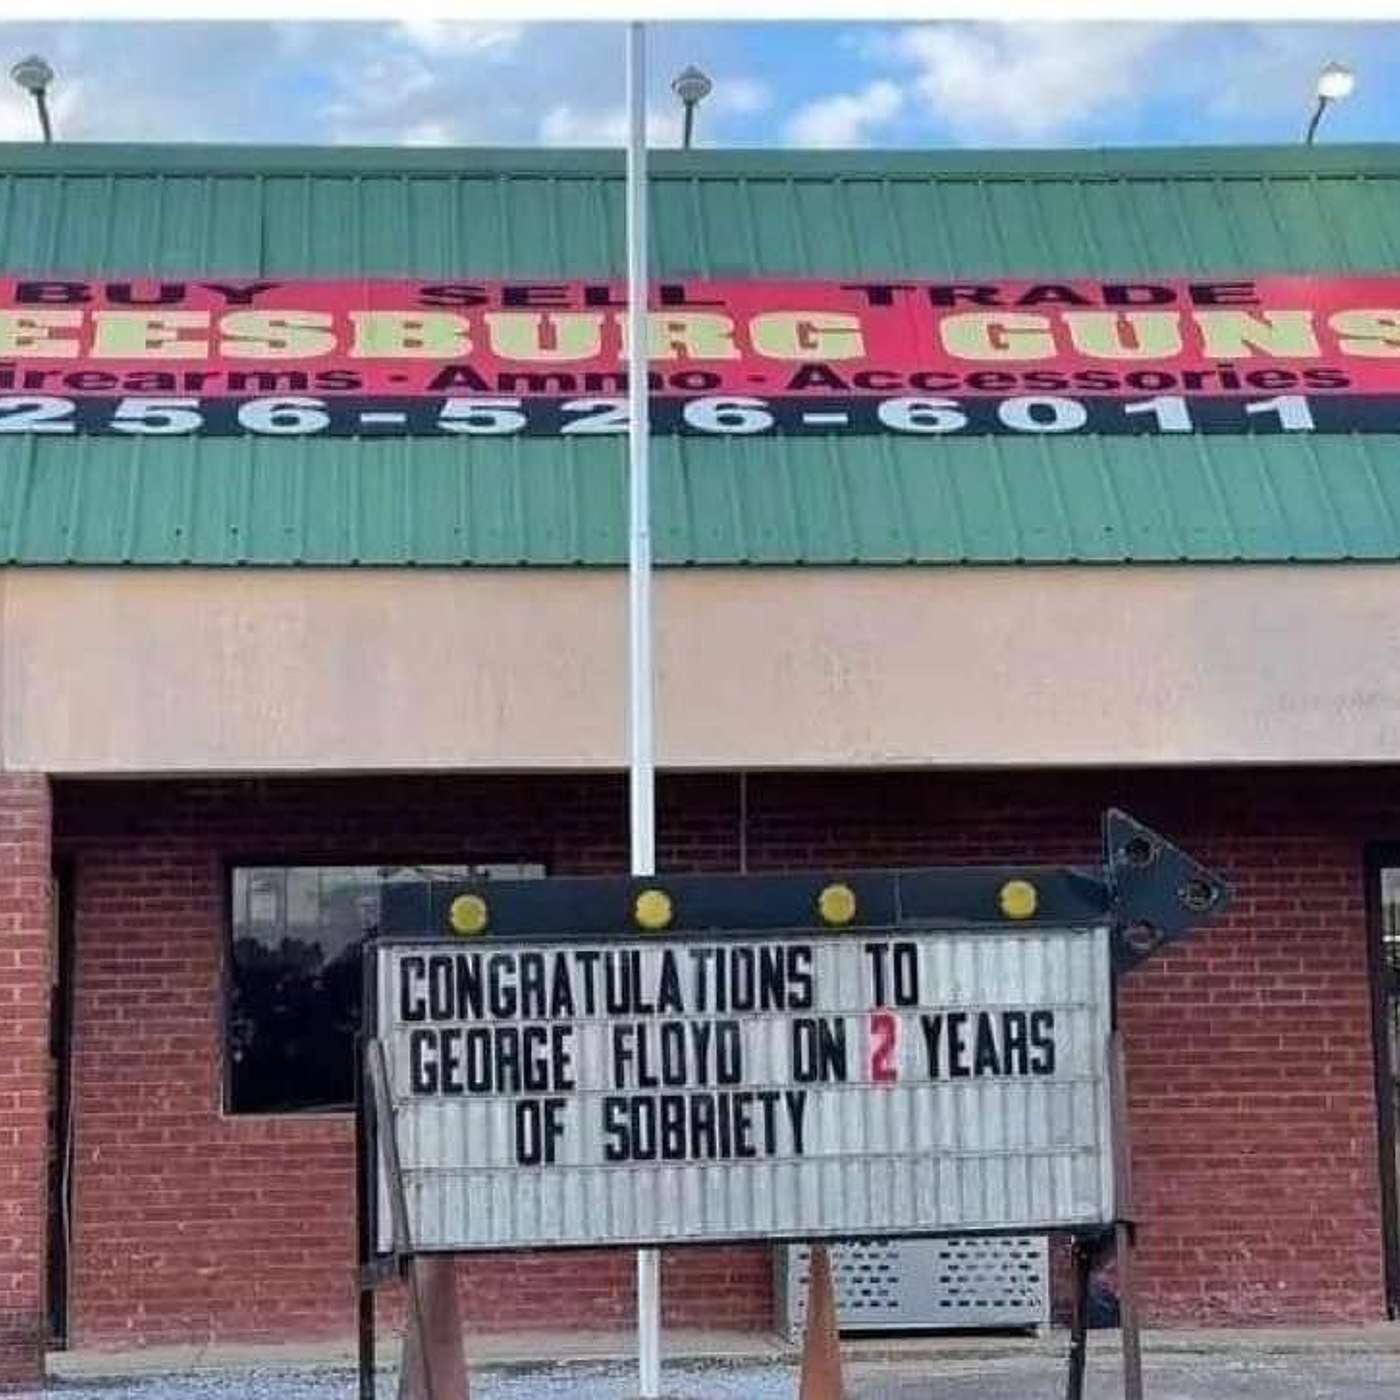 BUY SELL TRADE
EESBURG GUNS
irearms · Ammo · Accessories
256-526-6011
CONGRATULATIONS TO
GEORGE FLOYD ON 2 YEARS
OF SOBRIETY